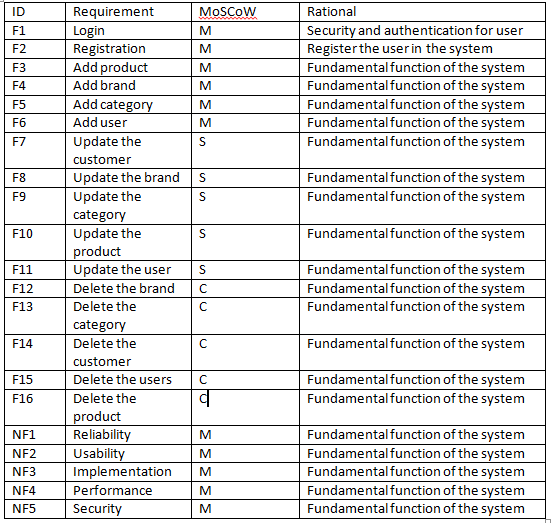 ID Requirement MoSCoW Rational
F1 Login M Security and authentication for user
F2 Registration M Register the user in the system
F3 Add product M Fundamental function of the system
F4 Add brand M Fundamental function of the system
F5 Add category M Fundamental function of the system
F6 Add user M Fundamental function of the system
F7 Update the S Fundamental function of the system
customer
F8 Update the brand S Fundamental function of the system
F9 Update the S Fundamental function of the system
category
F10 Update the S Fundamental function of the system
product
F11 Update the user S Fundamental function of the system
F12 Delete the brand C Fundamental function of the system
F13 Delete the C Fundamental function of the system
category
F14 Delete the C Fundamental function of the system
customer
F15 Delete the users C Fundamental function of the system
F16 Delete the C Fundamental function of the system
product
NF1 Reliability M Fundamental function of the system
NF2 Usability M Fundamental function of the system
NF3 Implementation M Fundamental function of the system
NF4 Performance M Fundamental function of the system
NF5 Security M Fundamental function of the system